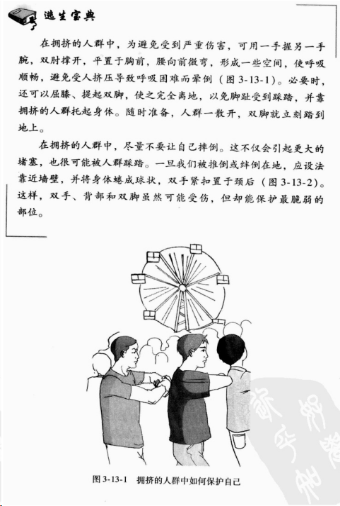 逃生宝典
在拥挤的人群中，为避免受到严重伤害，可用一手握另一手
腕，双肘撑开，平置于胸前，腰向前微弯，形成一些空间，使呼吸
顺畅，避免受人挤压导致呼吸困难而晕倒（图3-13-1）。必要时，
还可以屈膝、提起双脚，使之完全离地，以免脚趾受到踩踏，并靠
拥挤的人群托起身体。随时准备，人群一散开，双脚就立刻踏到
地上。
在拥挤的人群中，尽量不要让自己摔倒。这不仅会引起更大的
堵塞，也很可能被人群踩踏。一旦我们被推倒或绊倒在地，应设法
靠近墙壁，并将身体蜷成球状，双手紧扣置于颈后（图3-13-2）。
这样，双手、背部和双脚虽然可能受伤，但却能保护最脆弱的
部位。
图3-13-1 拥挤的人群中如何保护自己